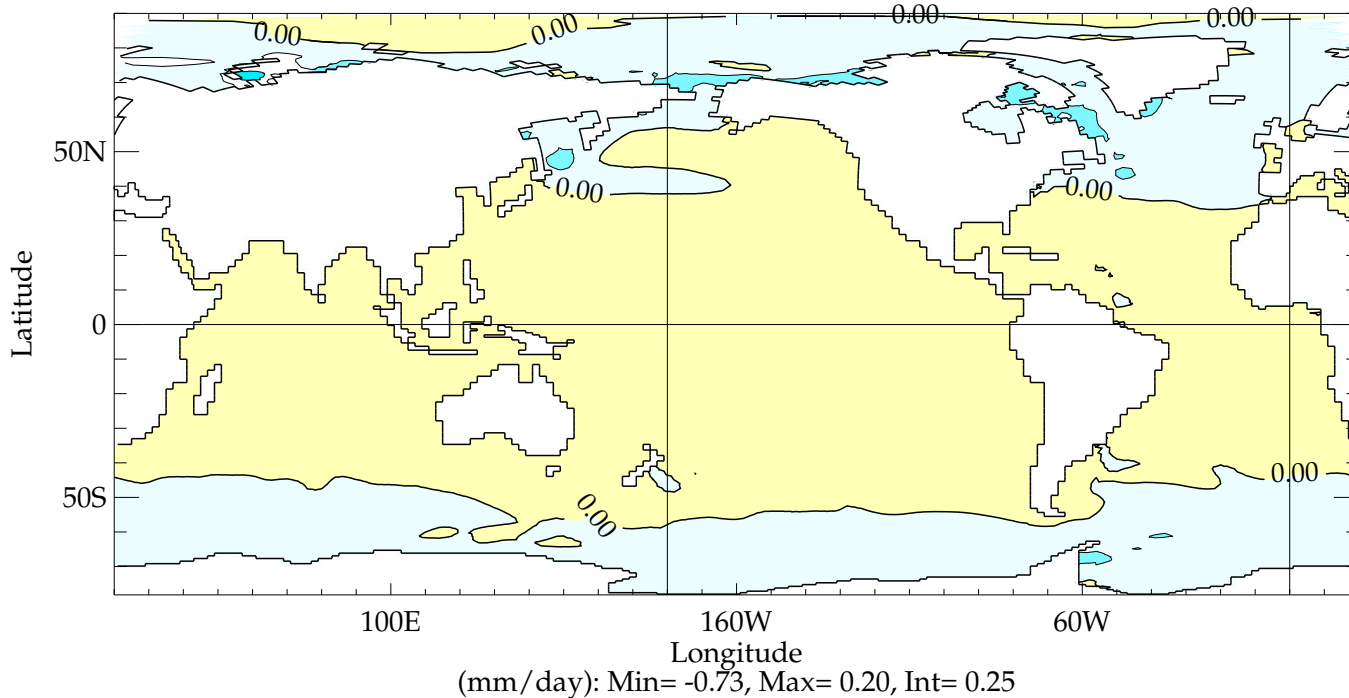 0.00 0.00 0.00 0.00
50N
0.00 0.00
Latitude
0
0.00
50S
0.00
100E 160W 60W
Longitude
(mm/day): Min= -0.73, Max= 0.20, Int= 0.25